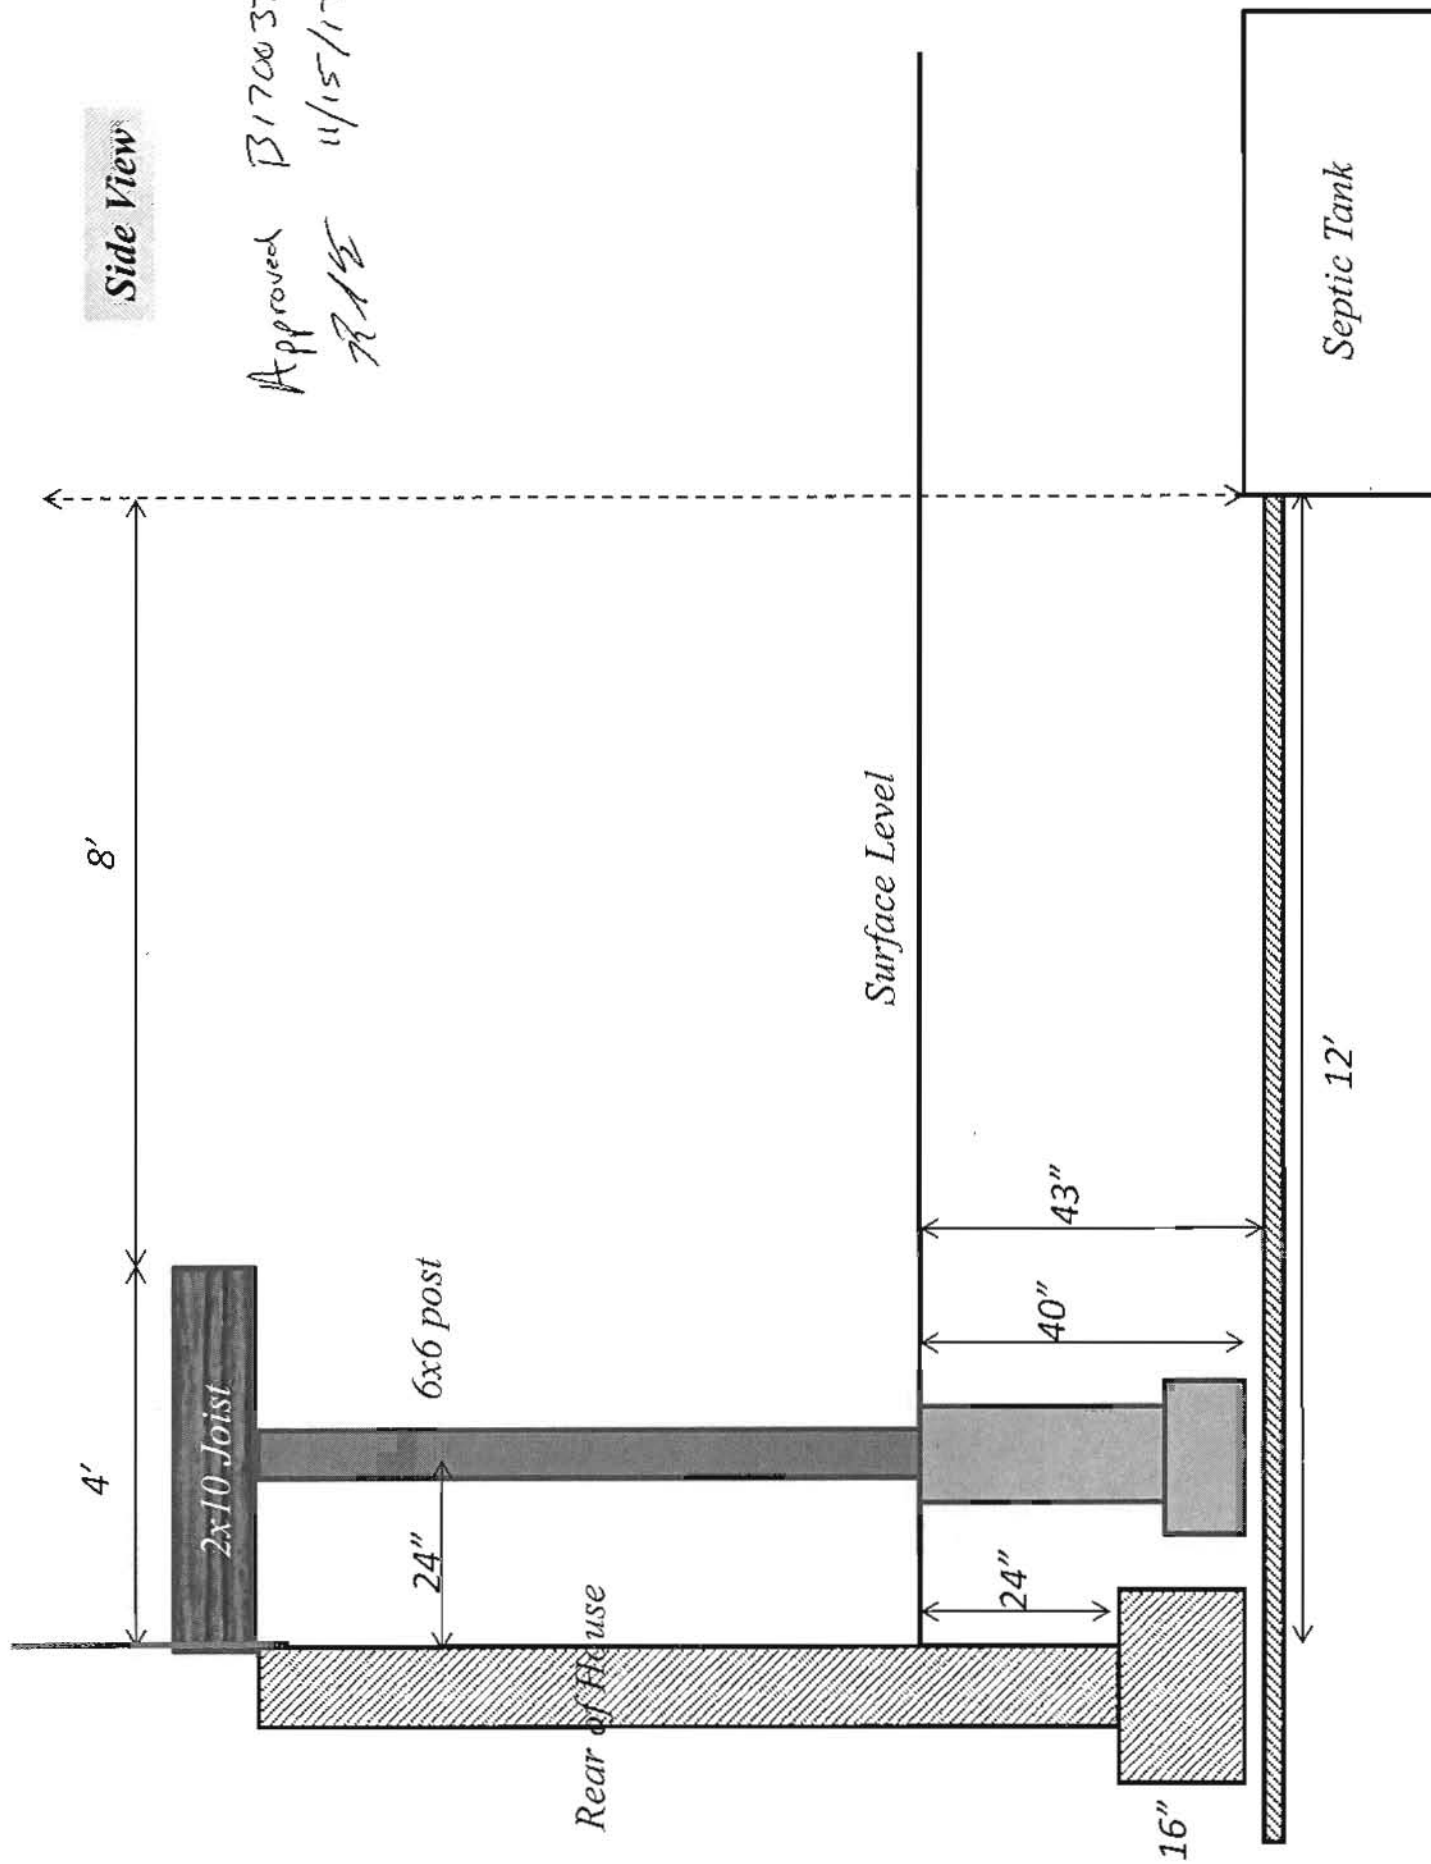 Side View
Approved B17003
11/15/17
8'
4'
2x10 Joist
6x6 post
24"
Rear of House
Surface Level
43"
40"
24"
16"
12'
Septic Tank